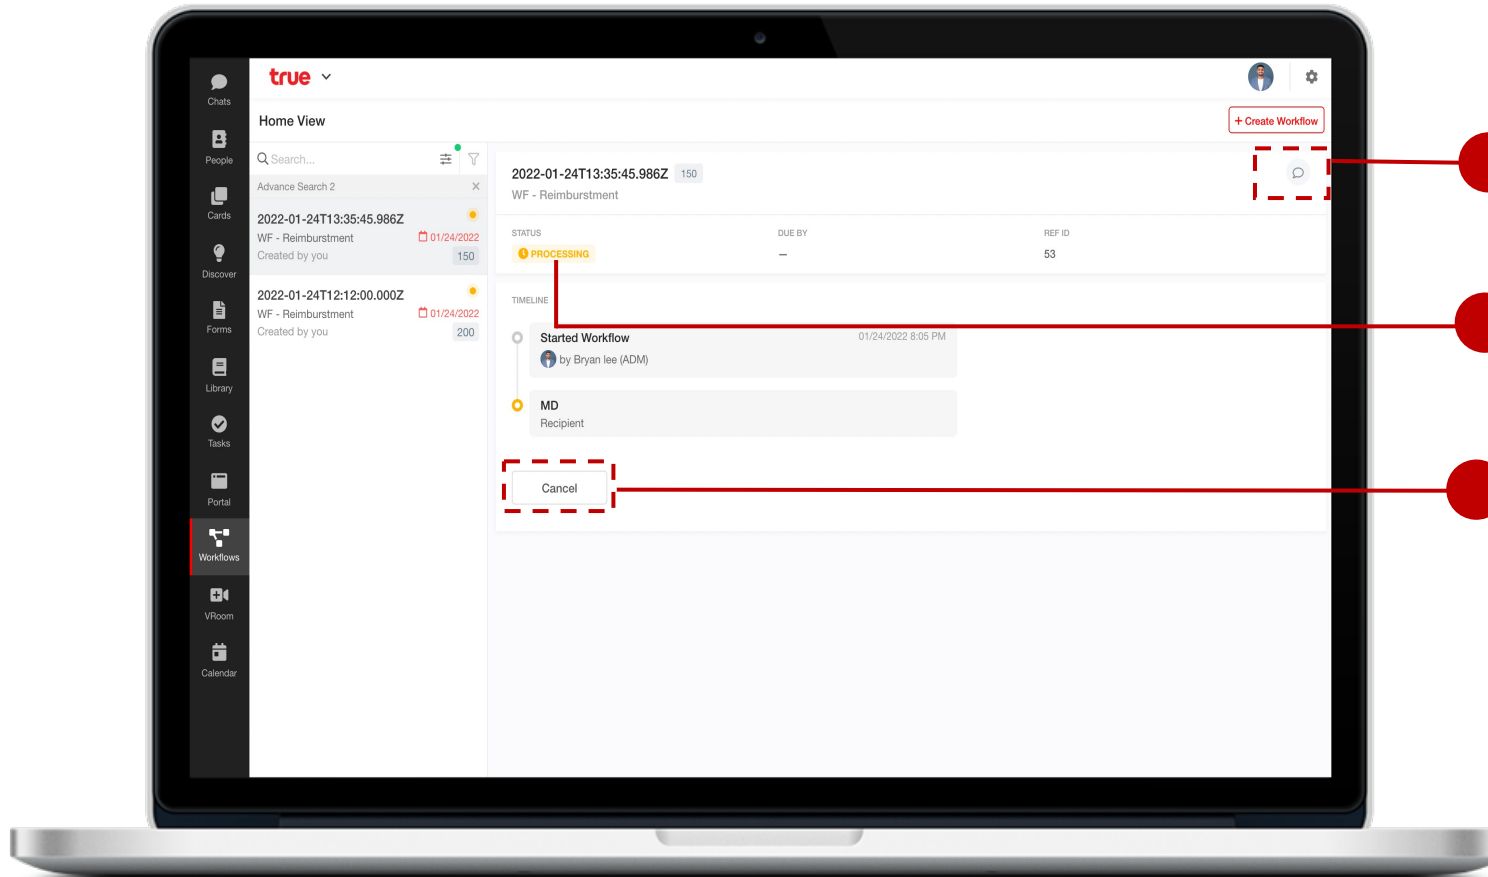 Chats
People
Cards
Discover
Forms
Library
Tasks
Portal
Workflows
VRoom
Calendar
true
Home View
+ Create Workflow
Search...
Advance Search 2
2022-01-24T13:35:45.986Z
WF - Reimburstment 01/24/2022
Created by you 150
2022-01-24T12:12:00.000Z
WF - Reimburstment 01/24/2022
Created by you 200
2022-01-24T13:35:45.986Z 150
WF - Reimburstment
STATUS DUE BY REF ID
PROCESSING – 53
TIMELINE
Started Workflow 01/24/2022 8:05 PM
by Bryan lee (ADM)
MD
Recipient
Cancel